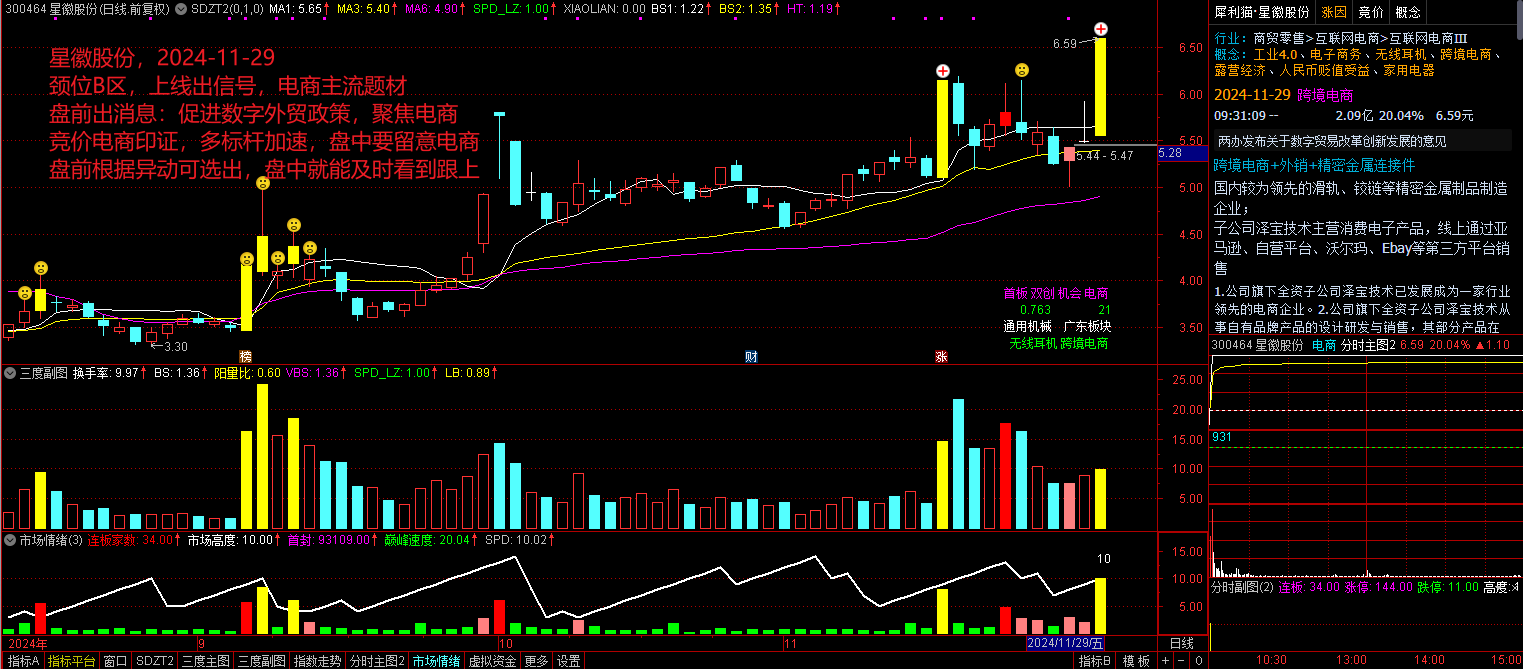 300464 星徽股份(日线.前复权) SDZT2(0,1,0) MA1: 5.65↑ MA3: 5.40↑ MA6: 4.90↑ SPD_LZ: 1.00↑ XIAOLIAN: 0.00 BS1: 1.22↑ BS2: 1.35↑ HT: 1.19↑
星徽股份，2024-11-29
颈位B区，上线出信号，电商主流题材
盘前出消息：促进数字外贸政策，聚焦电商
竞价电商印证，多标杆加速，盘中要留意电商
盘前根据异动可选出，盘中就能及时看到跟上
6.59
6.50
6.00
5.50
5.28
5.00
4.50
4.00
3.50
5.44 - 5.47
←3.30
首板 双创 机会 电商
0.763 21
通用机械 广东板块
无线耳机 跨境电商
榜
财
涨
三度副图 换手率: 9.97↑ BS: 1.36↑ 阳量比: 0.60 VBS: 1.36↑ SPD_LZ: 1.00↑ LB: 0.89↑
25.00
20.00
15.00
10.00
5.00
市场情绪(3) 连板家数: 34.00↑ 市场高度: 10.00↑ 首封: 93109.00↑ 巅峰速度: 20.04↑ SPD: 10.02↑
10
15.00
10.00
5.00
2024年 9 10 11 2024/11/29/五 日线
指标A 指标平台 窗口 SDZT2 三度主图 三度副图 指数走势 分时主图2 市场情绪 虚拟资金 更多 设置 指标B 模 板 + - 0
犀利猫·星徽股份 涨因 竞价 概念
行业：商贸零售>互联网电商>互联网电商Ⅲ
概念：工业4.0、电子商务、无线耳机、跨境电商、
露营经济、人民币贬值受益、家用电器
2024-11-29 跨境电商
09:31:09 -- 2.09亿 20.04% 6.59元
两办发布关于数字贸易改革创新发展的意见
跨境电商+外销+精密金属连接件
国内较为领先的滑轨、铰链等精密金属制品制造
企业；
子公司泽宝技术主营消费电子产品，线上通过亚
马逊、自营平台、沃尔玛、Ebay等第三方平台销
售
1.公司旗下全资子公司泽宝技术已发展成为一家行业
领先的电商企业。2.公司旗下全资子公司泽宝技术从
事自有品牌产品的设计研发与销售，其部分产品在
300464 星徽股份 电商 分时主图2 6.59 20.04% ▲1.10
931
分时副图(2) 连板: 34.00 涨停: 144.00 跌停: 11.00 高度:
10:30 13:00 14:00 15:00